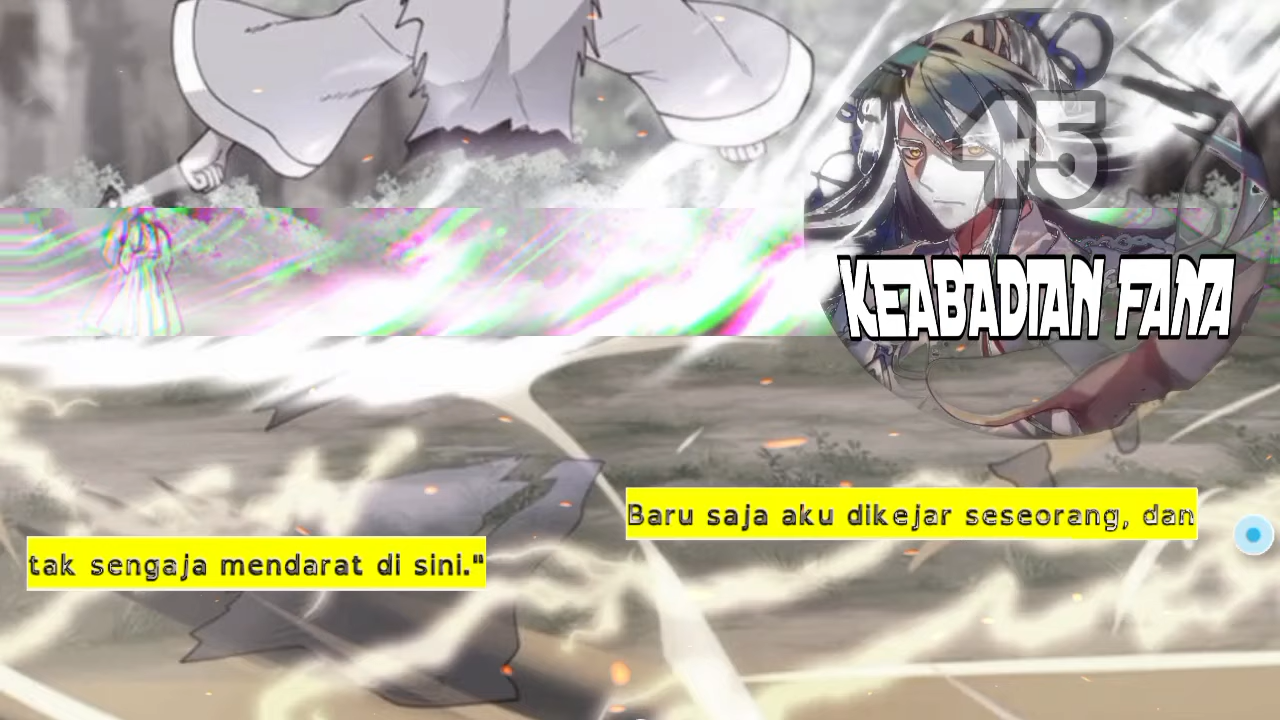 45
KEABADIAN FANA
Baru saja aku dikejar seseorang, dan
tak sengaja mendarat di sini."